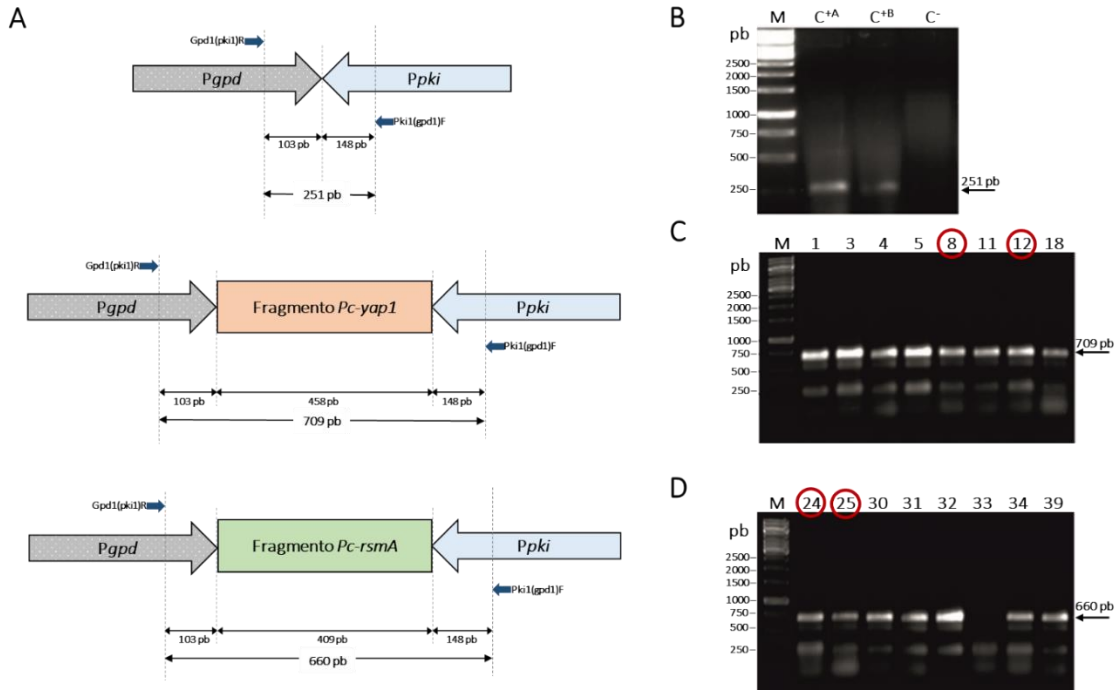 A
Gpd1(pki1)R
Pgpd
Ppki
Pki1(gpd1)F
103 pb
148 pb
251 pb
Gpd1(pki1)R
Pgpd
Fragmento Pc-yap1
Ppki
Pki1(gpd1)F
103 pb
458 pb
148 pb
709 pb
Gpd1(pki1)R
Pgpd
Fragmento Pc-rsmA
Ppki
Pki1(gpd1)F
103 pb
409 pb
148 pb
660 pb
B
M C+A C+B C-
pb
2500
2000
1500
1000
750
500
250
251 pb
C
M 1 3 4 5 8 11 12 18
pb
2500
2000
1500
1000
750
500
250
709 pb
D
M 24 25 30 31 32 33 34 39
pb
2500
2000
1500
1000
750
500
250
660 pb